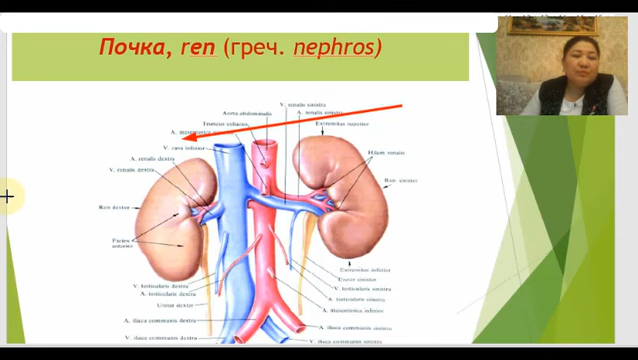 Почка, ren (греч. nephros)
V. renalis sinistra
Aorta abdominalis
A. renalis sinistra
Truncus coliacus
Extremitas superior
A. mesenterica
V. cava inferior
Hilum renalis
A. renalis dextra
V. renalis dextra
Ren sinister
Ren dexter
Facies
anterior
Extremitas inferior
Ureter sinister
V. testicularis dextra
V. testicularis sinistra
A. testicularis dextra
A. testicularis sinistra
Ureter dexter
A. mesenterica inferior
A. iliaca communis dextra
A. iliaca communis sinistra
V. iliaca communis dextra
V. iliaca communis sinistra